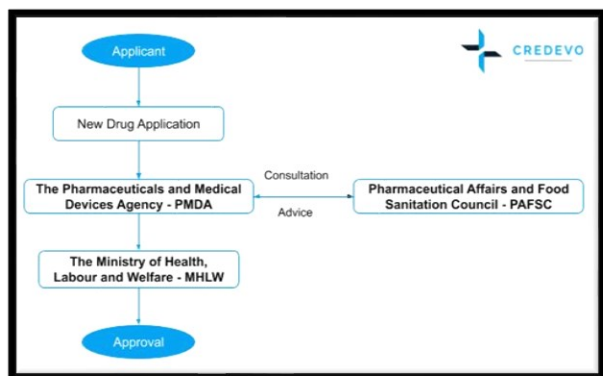 Applicant
CREDEVO
New Drug Application
The Pharmaceuticals and Medical
Devices Agency - PMDA
Consultation
Advice
Pharmaceutical Affairs and Food
Sanitation Council - PAFSC
The Ministry of Health,
Labour and Welfare - MHLW
Approval